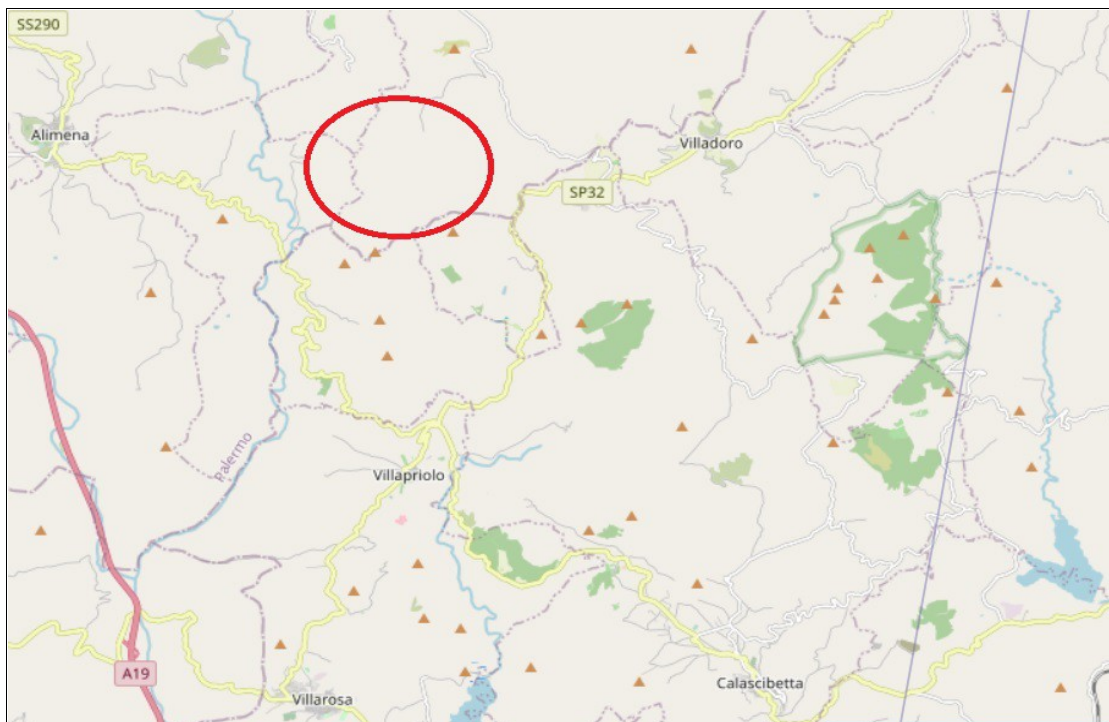 SS290
Alimena
Villadoro
SP32
Palermo
Villapriolo
A19
Villarosa
Calascibetta